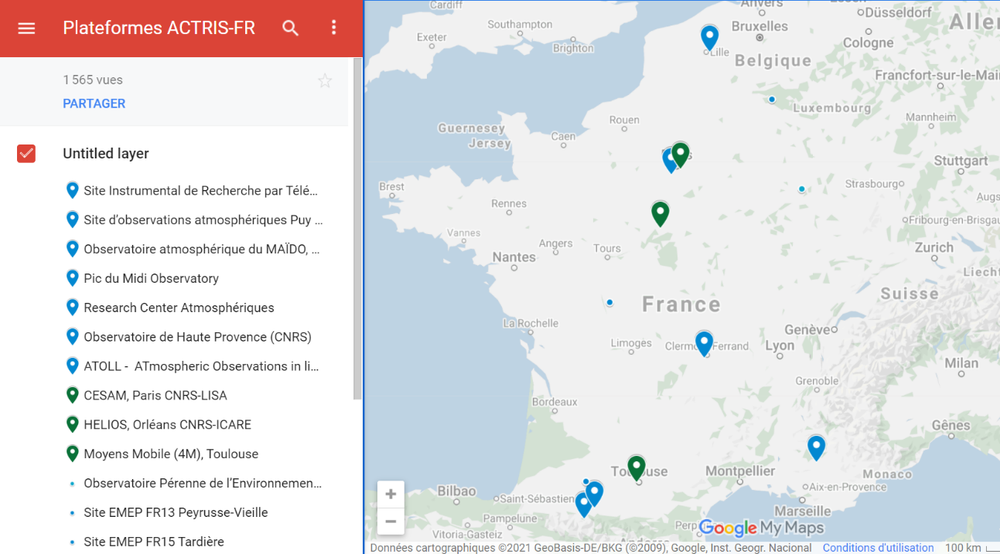 Plateformes ACTRIS-FR
1 565 vues
PARTAGER
Untitled layer
Site Instrumental de Recherche par Télé...
Site d'observations atmosphériques Puy ...
Observatoire atmosphérique du MAÏDO, ...
Pic du Midi Observatory
Research Center Atmosphériques
Observatoire de Haute Provence (CNRS)
ATOLL - ATmospheric Observations in li...
CESAM, Paris CNRS-LISA
HELIOS, Orléans CNRS-ICARE
Moyens Mobile (4M), Toulouse
Observatoire Pérenne de l'Environnemen...
Site EMEP FR13 Peyrusse-Vieille
Site EMEP FR15 Tardière
Cardiff
Anvers
Southampton
Bruxelles
Düsseldorf
Exeter
Brighton
Lille
Cologne
Belgique
Francfort-sur-le-Mai
Luxembourg
Rouen
Mannheim
Guernesey
Jersey
Caen
Stuttgart
Brest
Strasbourg
Rennes
Augs
Fribourg-en-Brisgau
Vannes
Angers
Tours
Zurich
Nantes
Liecht
Suisse
France
La Rochelle
Limoges
Clermont-Ferrand
Genève
Lyon
Milan
Grenoble
Bordeaux
Gênes
Toulouse
Montpellier
Monaco
Bilbao
Saint-Sébastien
Aix-en-Provence
Marseille
Pampelune
Perp
Google My Maps
Vitoria-Gasteiz
Données cartographiques ©2021 GeoBasis-DE/BKG (©2009), Google, Inst. Geogr. Nacional Conditions d'utilisation 100 km